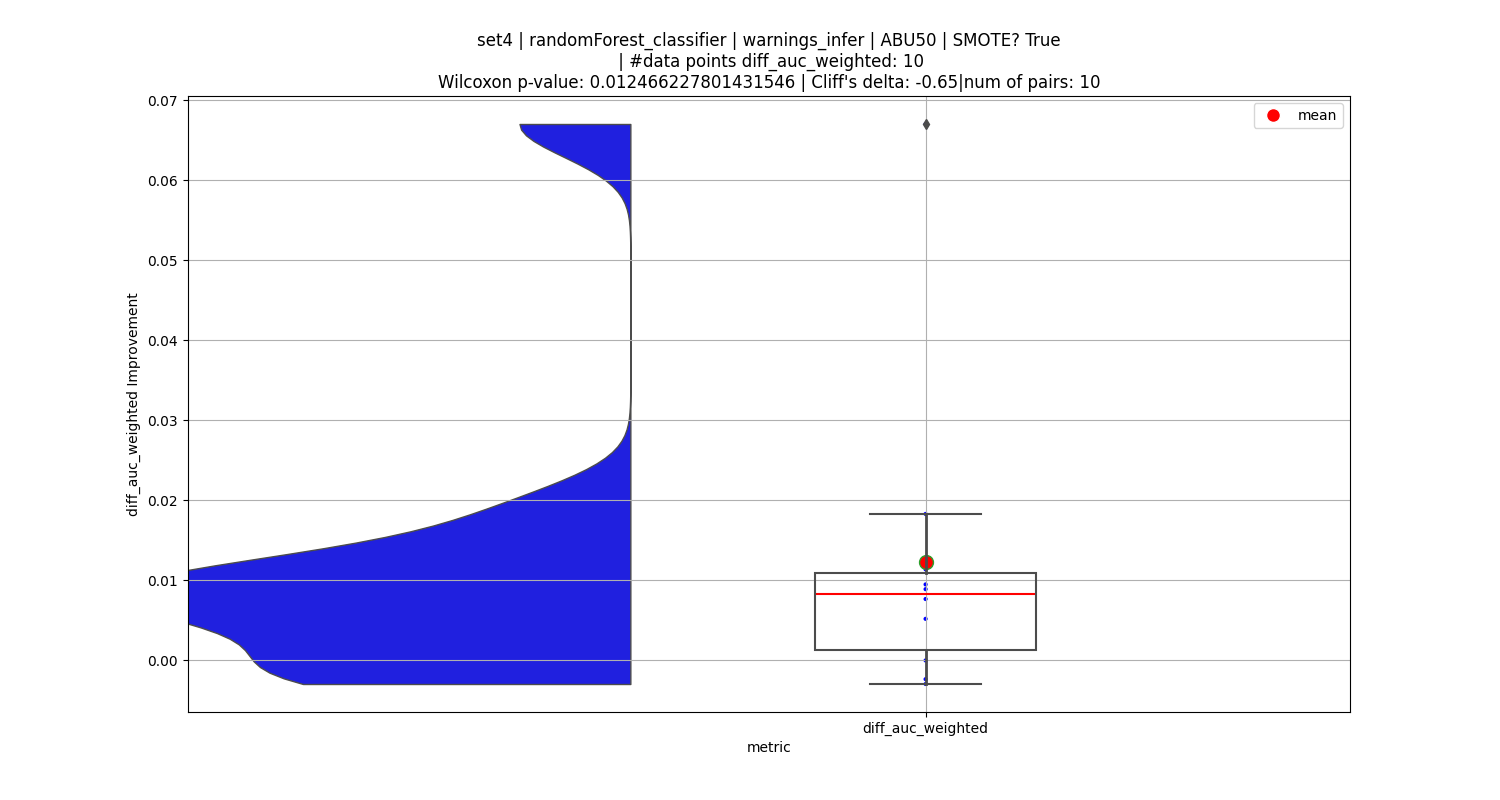 set4 | randomForest_classifier | warnings_infer | ABU50 | SMOTE? True
| #data points diff_auc_weighted: 10
Wilcoxon p-value: 0.012466227801431546 | Cliff's delta: -0.65|num of pairs: 10
mean
0.07
0.06
0.05
0.04
0.03
0.02
0.01
0.00
diff_auc_weighted Improvement
diff_auc_weighted
metric